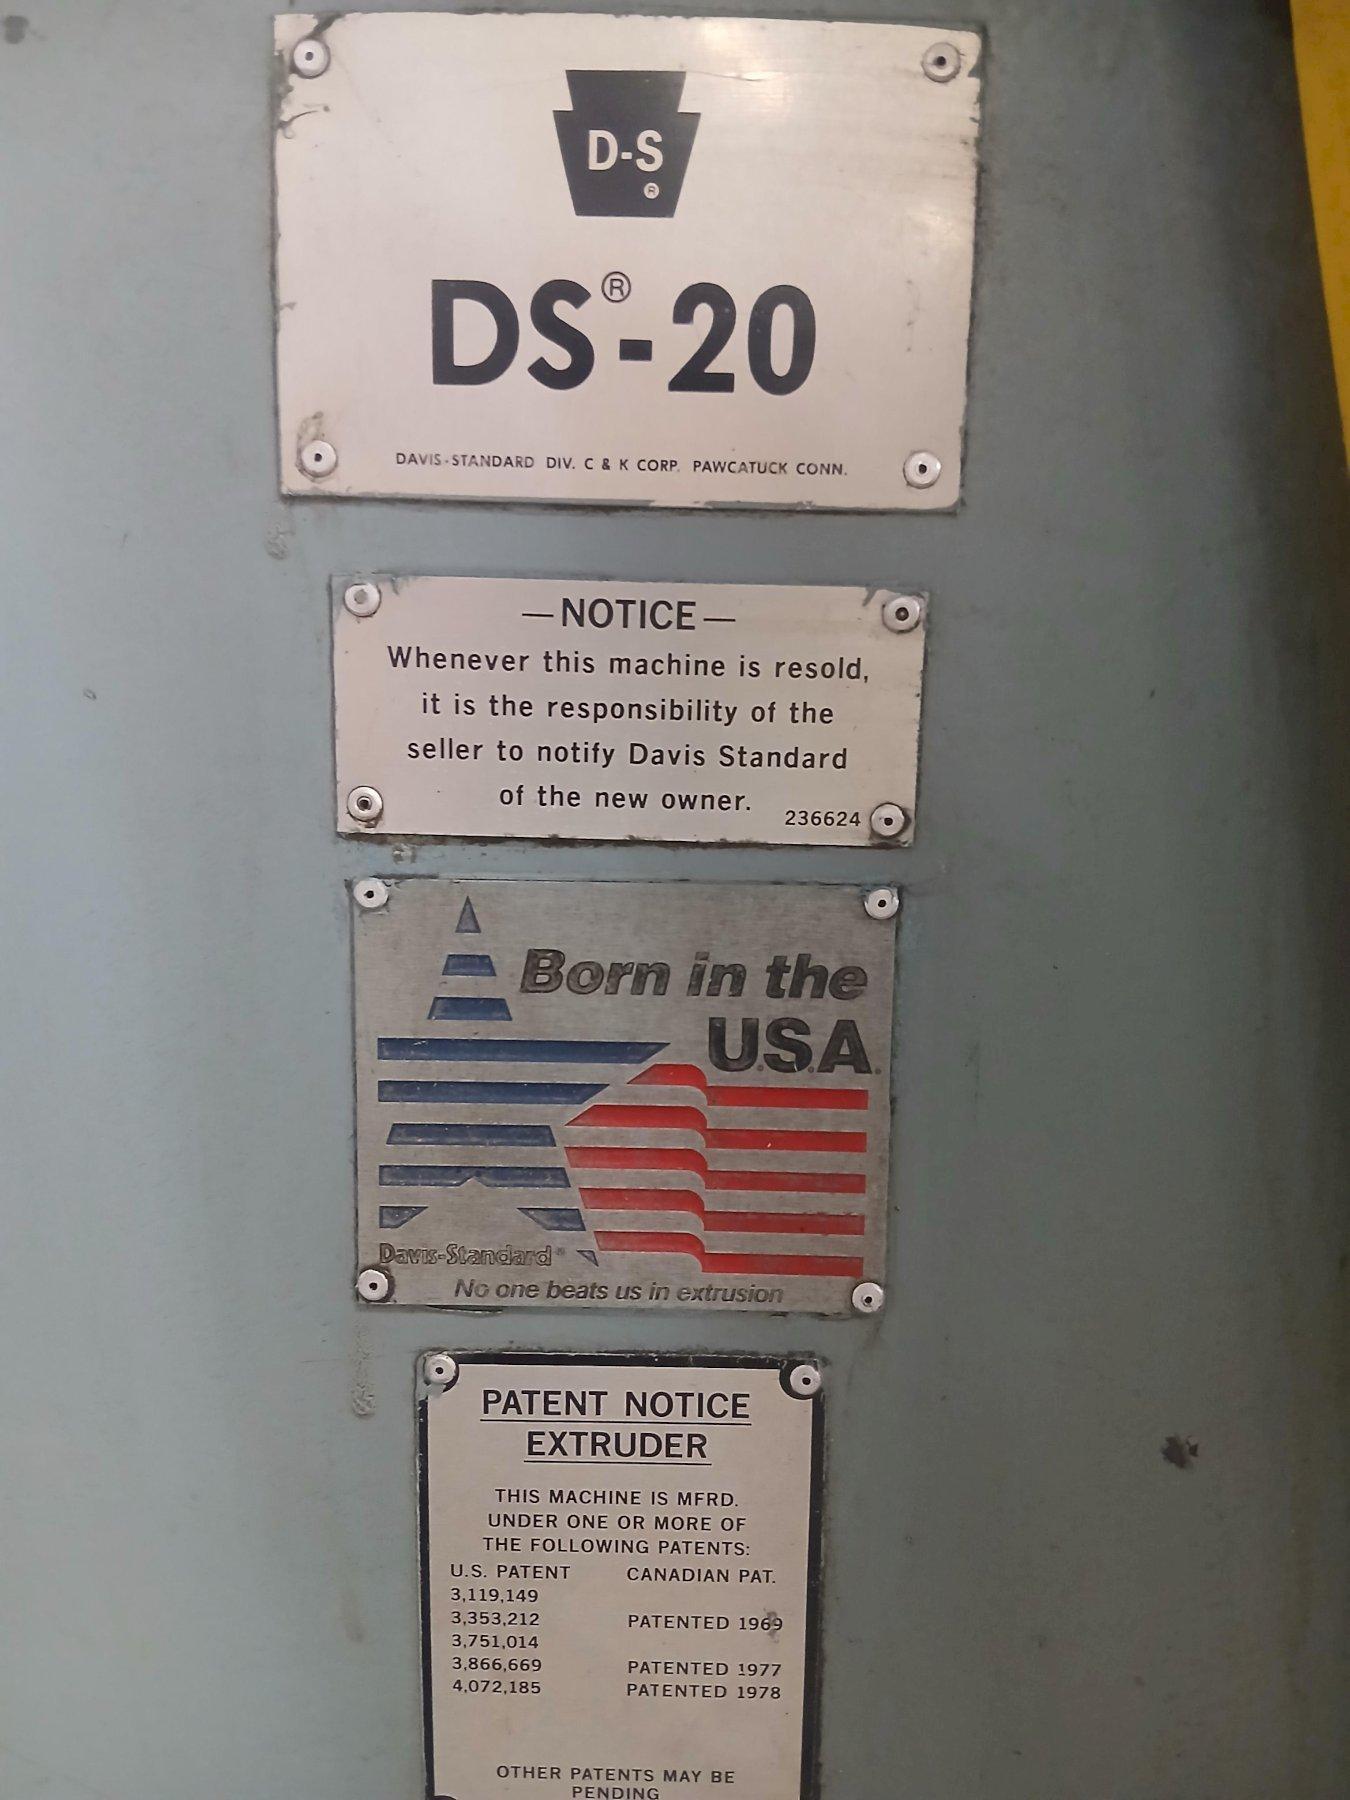 D-S
®
DS®-20
DAVIS-STANDARD DIV. C & K CORP. PAWCATUCK CONN.
—NOTICE—
Whenever this machine is resold,
it is the responsibility of the
seller to notify Davis Standard
of the new owner.
236624
Born in the
U.S.A.
Davis-Standard®
No one beats us in extrusion
PATENT NOTICE
EXTRUDER
THIS MACHINE IS MFRD.
UNDER ONE OR MORE OF
THE FOLLOWING PATENTS:
U.S. PATENT CANADIAN PAT.
3,119,149
3,353,212 PATENTED 1969
3,751,014
3,866,669 PATENTED 1977
4,072,185 PATENTED 1978
OTHER PATENTS MAY BE
PENDING